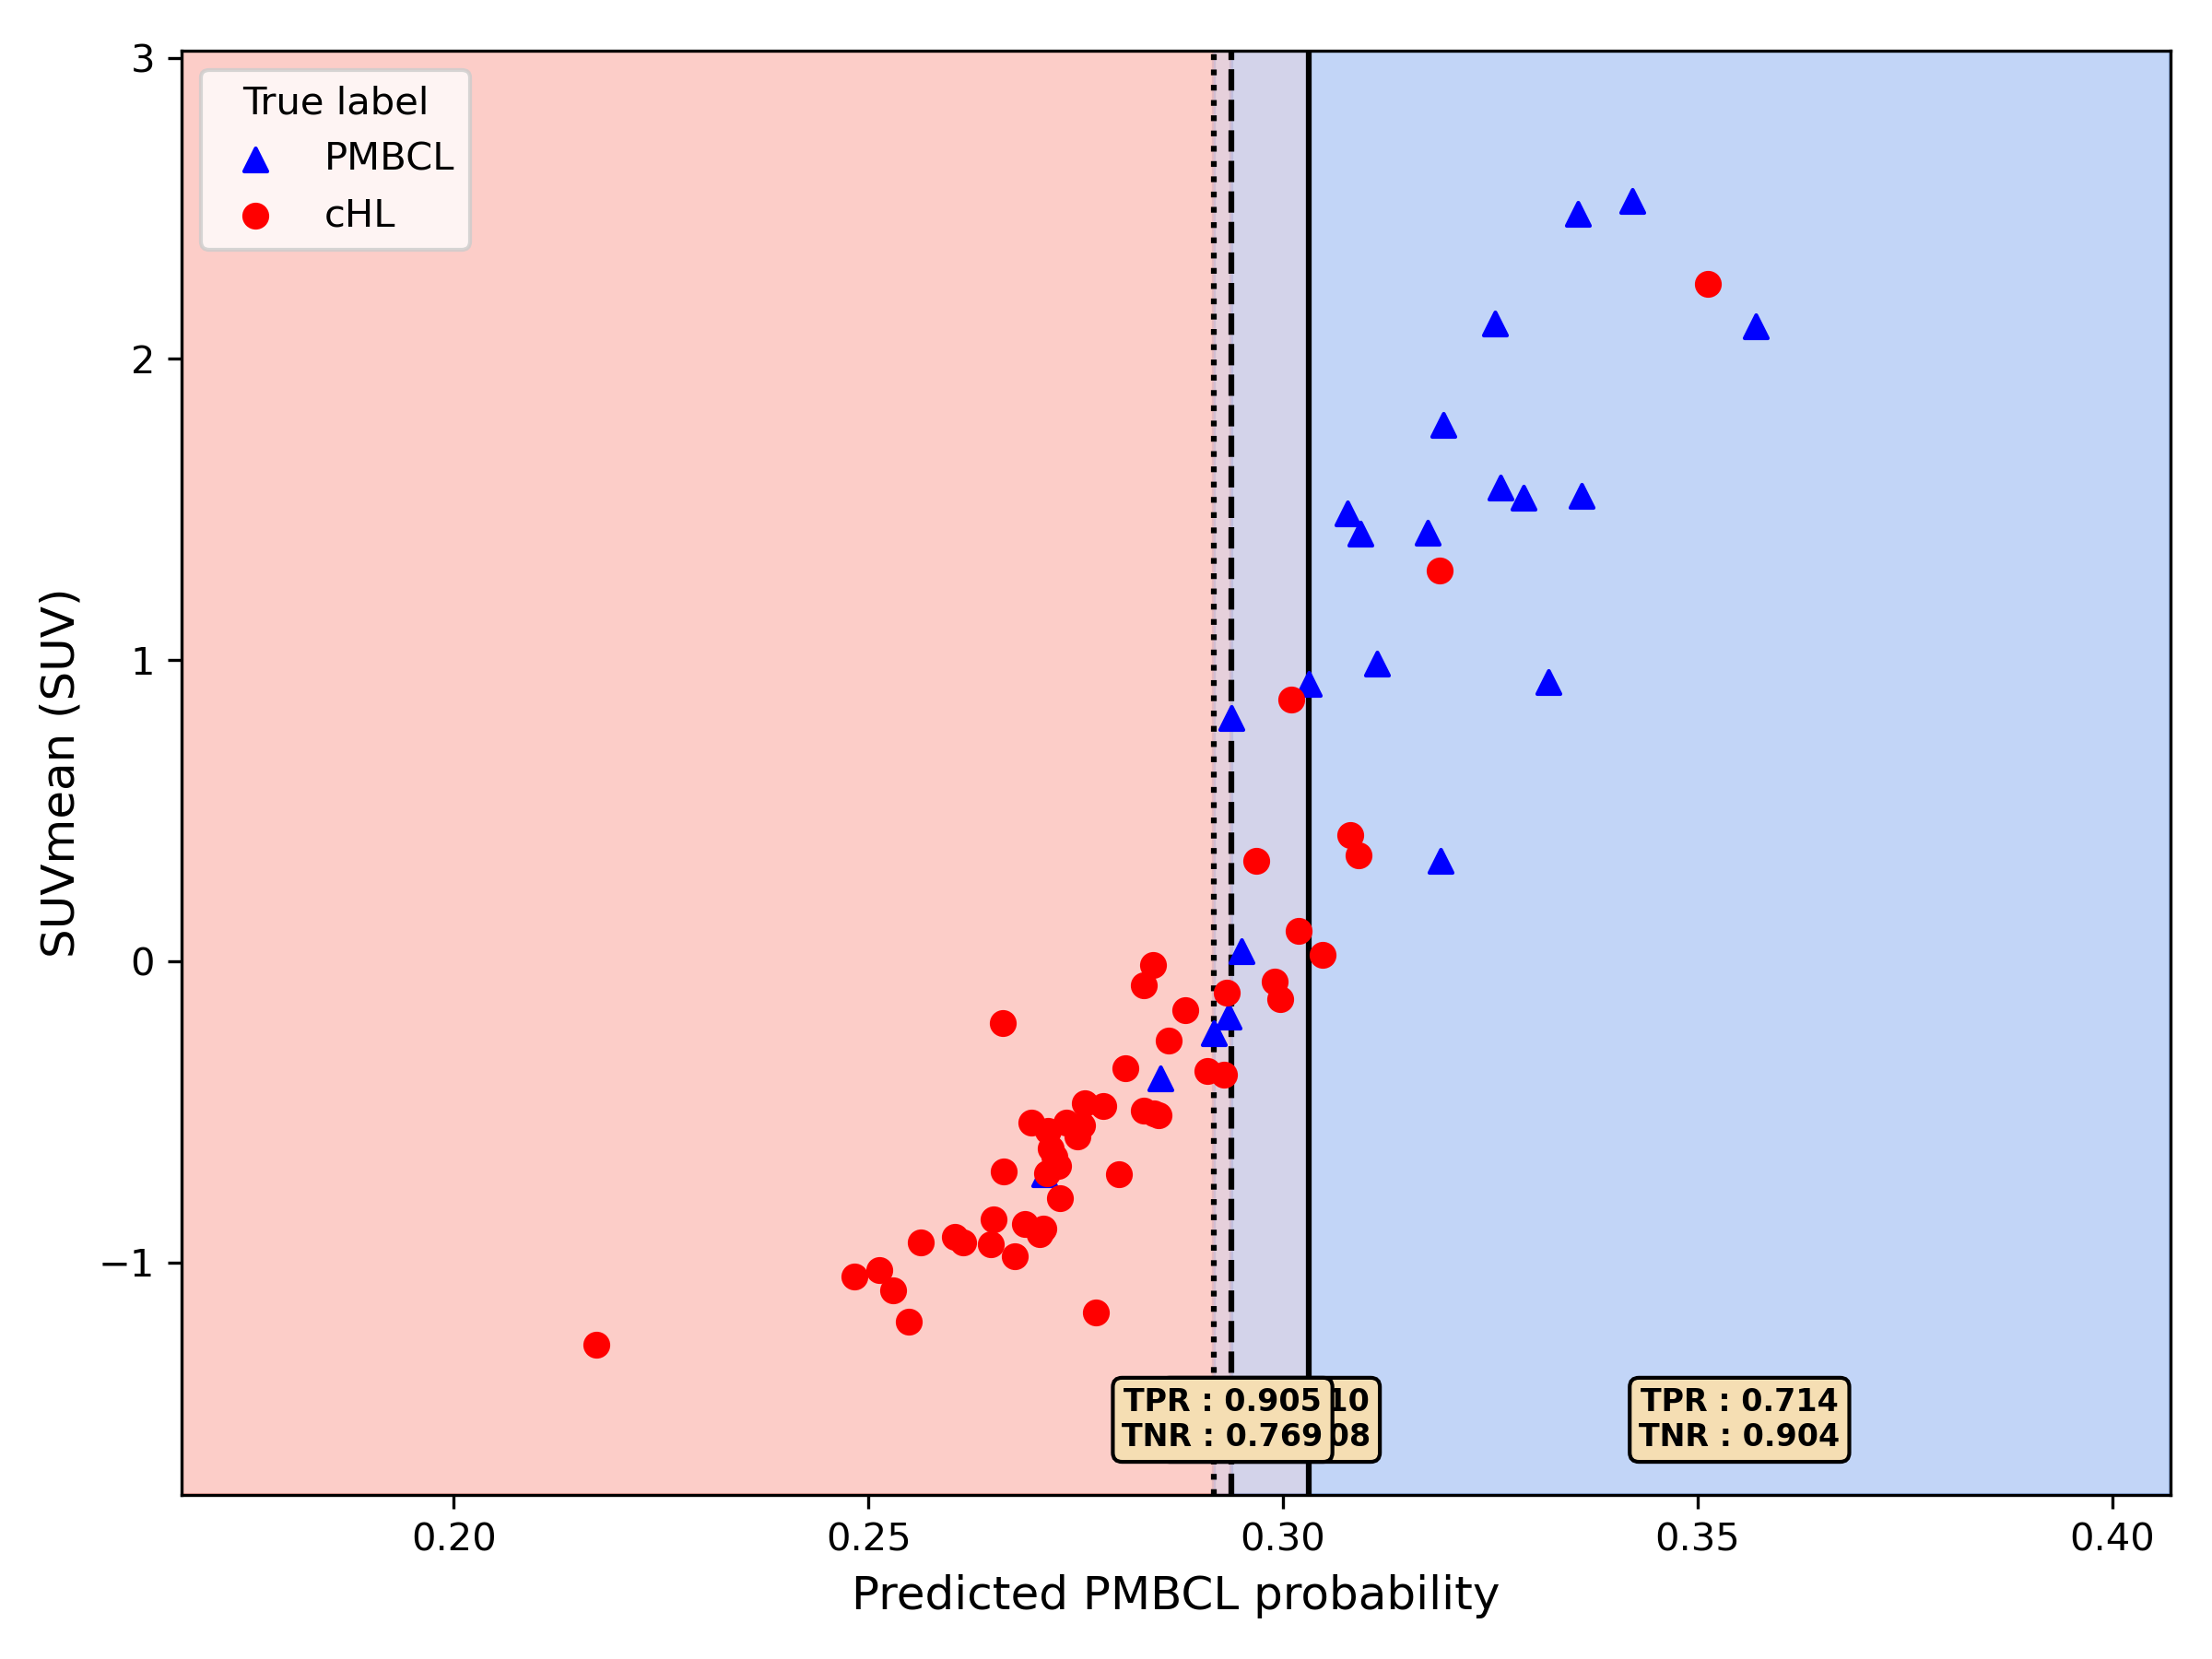 True label
PMBCL
cHL
SUVmean (SUV)
3
2
1
0
−1
TPR : 0.905
TNR : 0.769
10
08
TPR : 0.714
TNR : 0.904
0.20
0.25
0.30
0.35
0.40
Predicted PMBCL probability